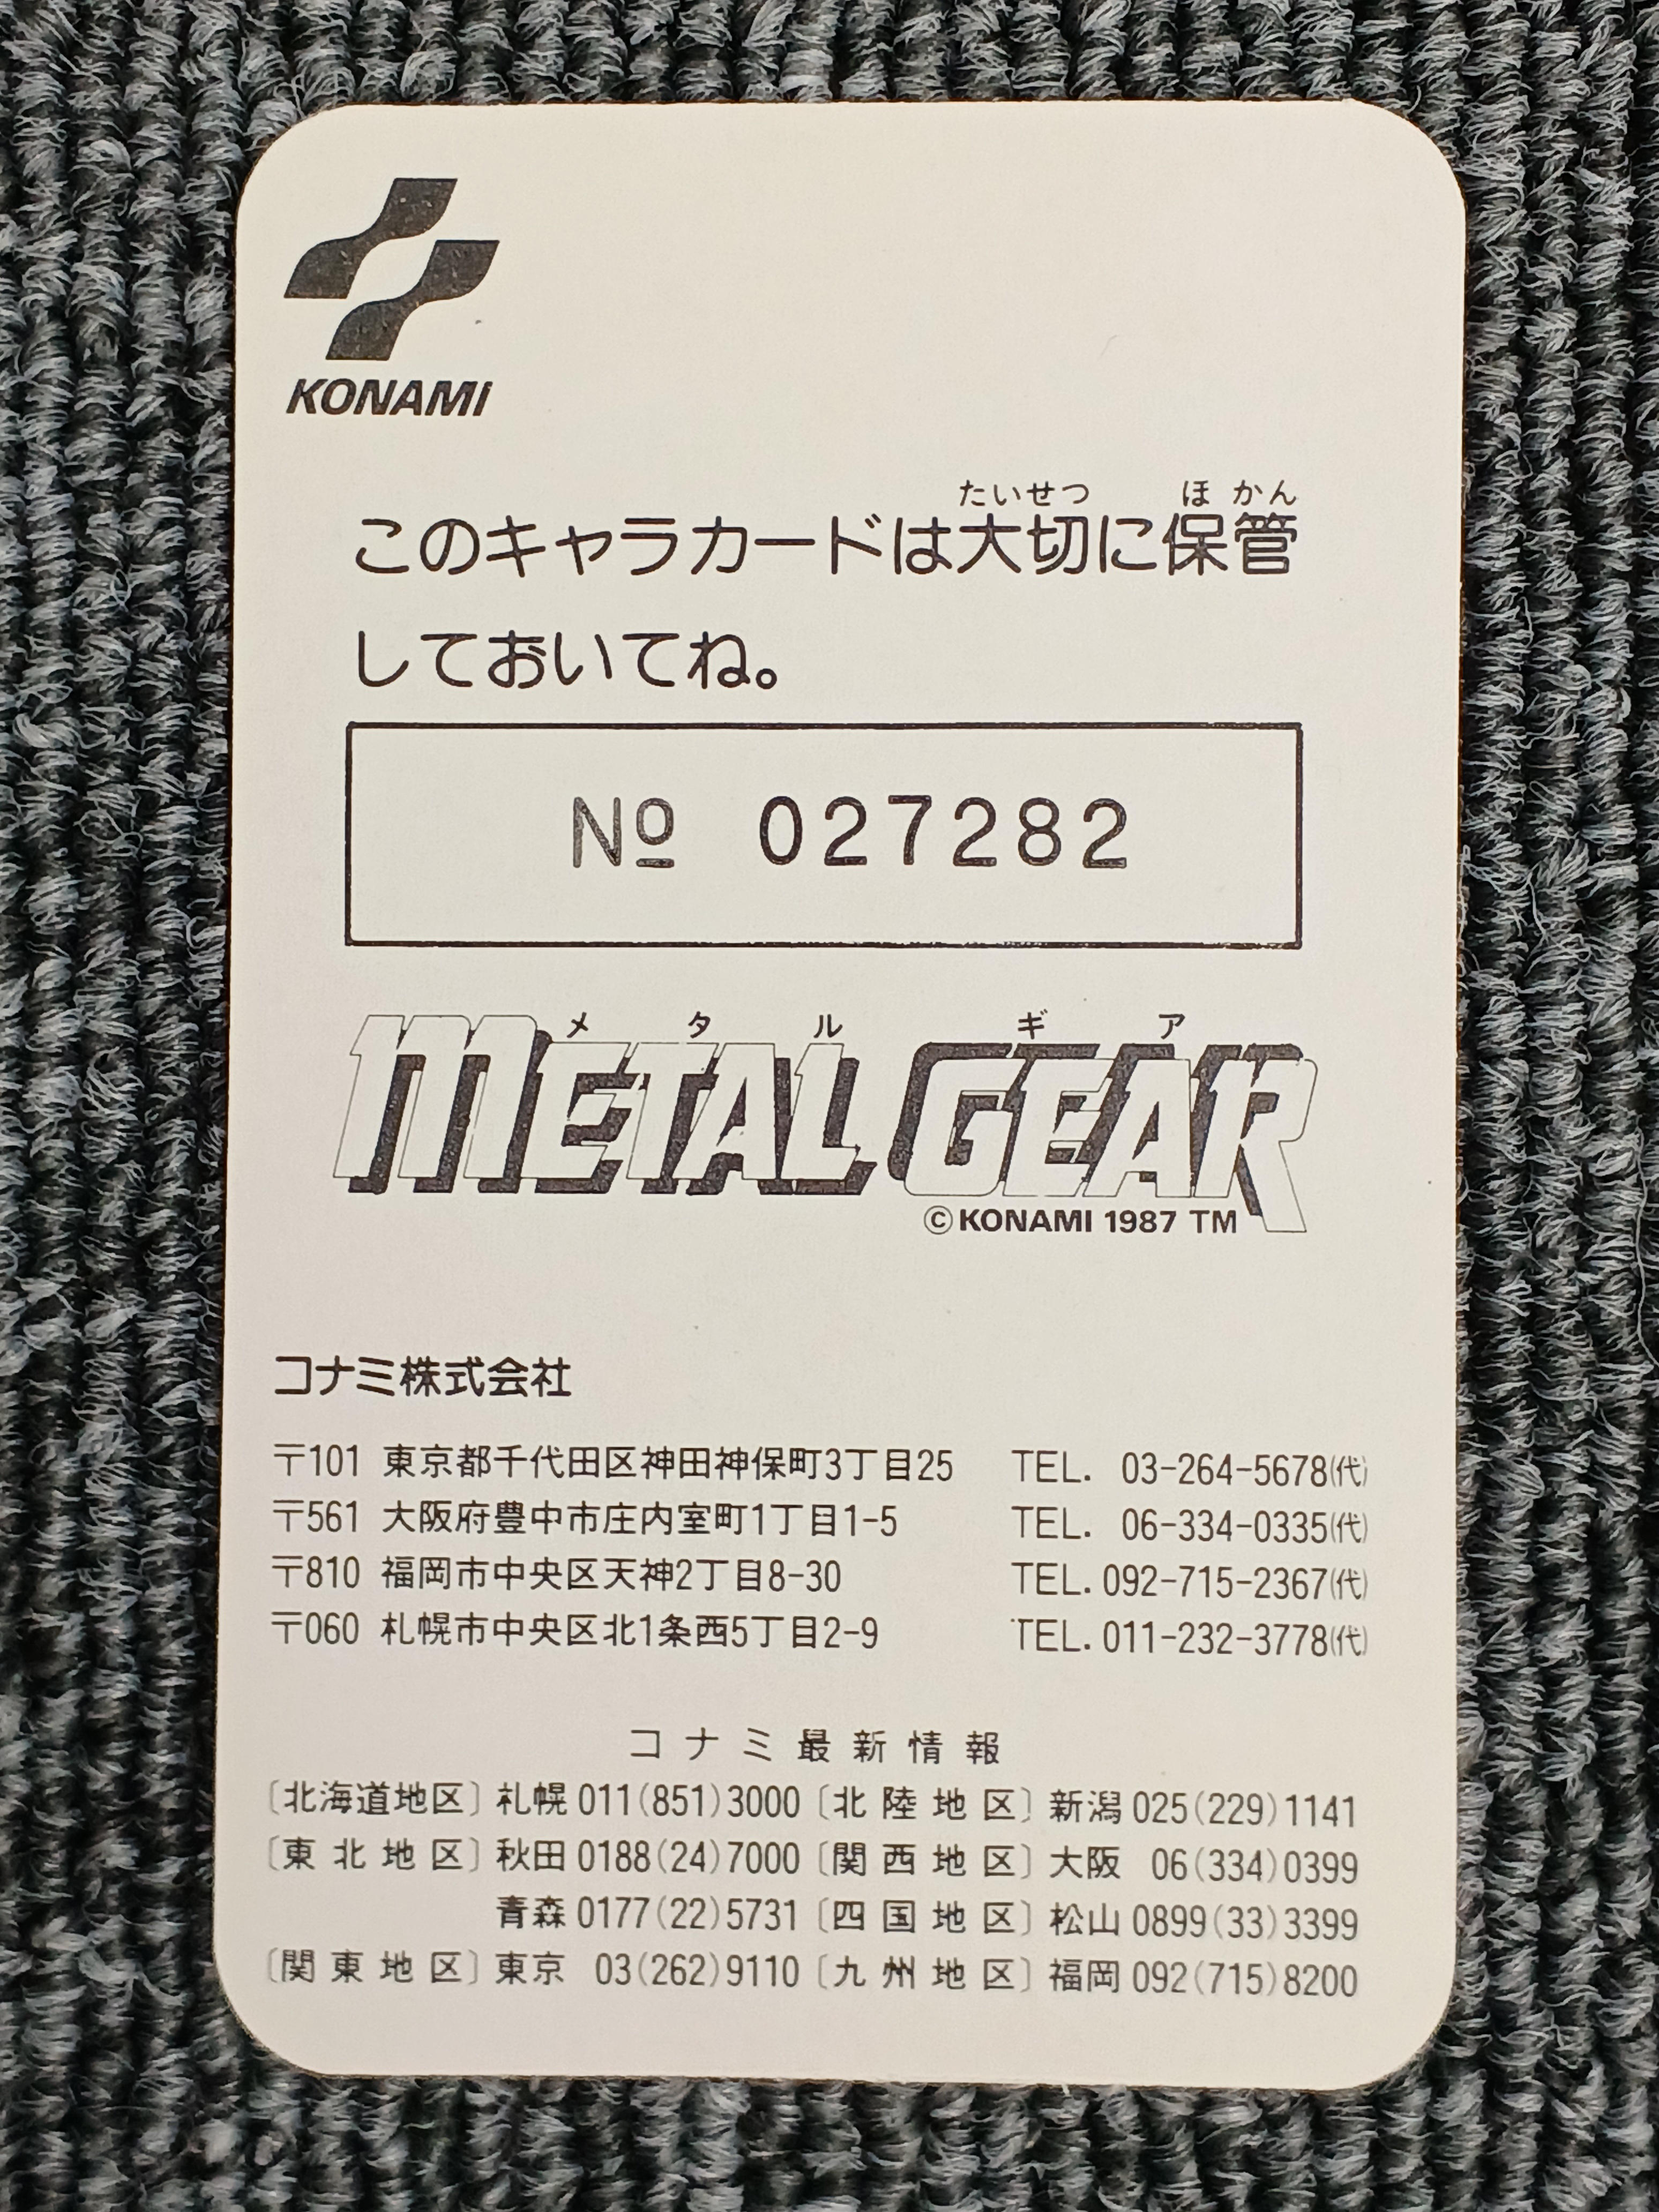 KONAMI
たいせつ ほかん
このキャラカードは大切に保管
しておいてね。
№ 027282
メタルギア
METAL GEAR
©KONAMI 1987 TM
コナミ株式会社
〒101 東京都千代田区神田神保町3丁目25 TEL. 03-264-5678(代)
〒561 大阪府豊中市庄内宝町1丁目1-5 TEL. 06-334-0335(代)
〒810 福岡市中央区天神2丁目8-30 TEL. 092-715-2367(代)
〒060 札幌市中央区北1条西5丁目2-9 TEL. 011-232-3778(代)
コナミ最新情報
〔北海道地区〕札幌 011(851)3000 〔北陸地区〕新潟 025(229)1141
〔東北地区〕秋田 0188(24)7000 〔関西地区〕大阪 06(334)0399
青森 0177(22)5731 〔四国地区〕松山 0899(33)3399
〔関東地区〕東京 03(262)9110 〔九州地区〕福岡 092(715)8200